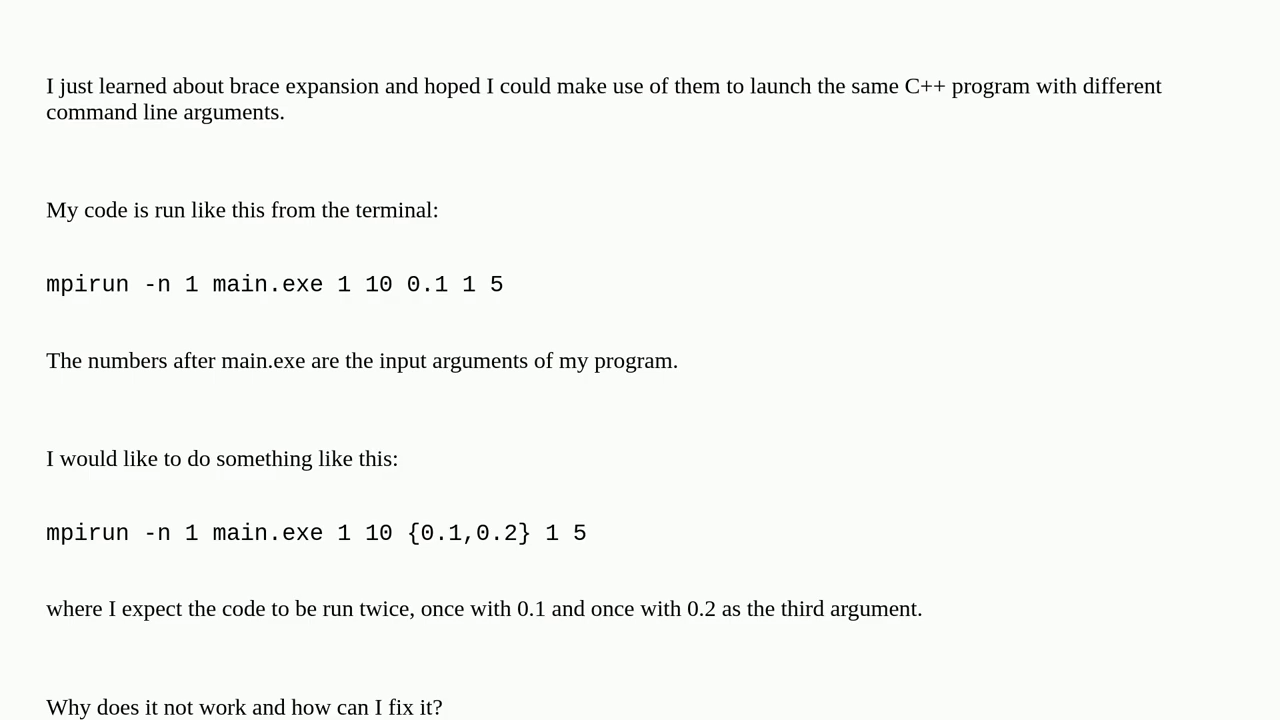 I just learned about brace expansion and hoped I could make use of them to launch the same C++ program with different
command line arguments.
My code is run like this from the terminal:
mpirun -n 1 main.exe 1 10 0.1 1 5
The numbers after main.exe are the input arguments of my program.
I would like to do something like this:
mpirun -n 1 main.exe 1 10 {0.1,0.2} 1 5
where I expect the code to be run twice, once with 0.1 and once with 0.2 as the third argument.
Why does it not work and how can I fix it?